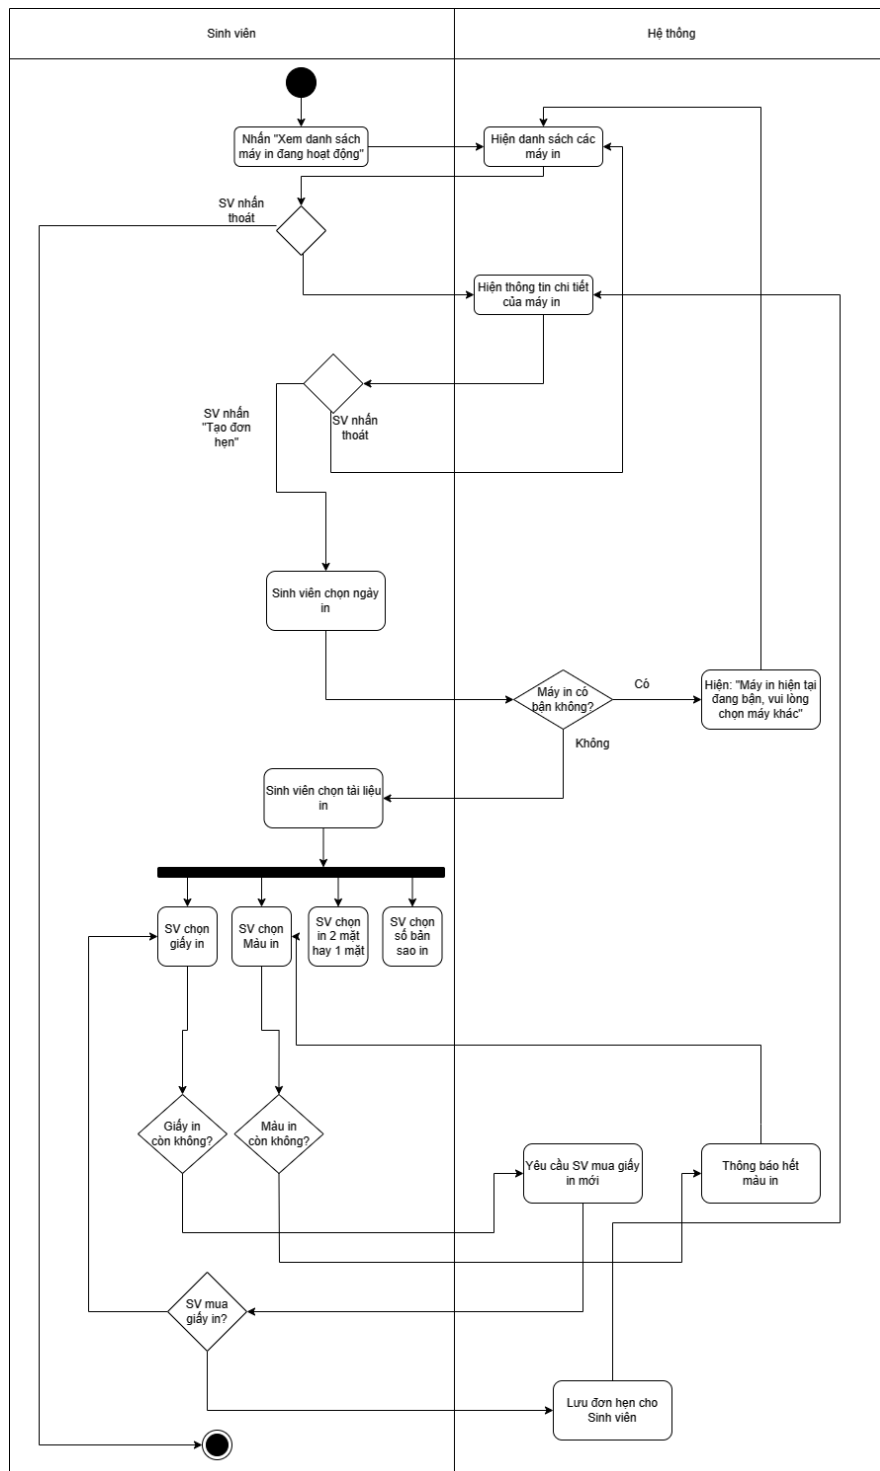 Sinh viên
Hệ thống
Nhấn "Xem danh sách
máy in đang hoạt động"
Hiện danh sách các
máy in
SV nhấn
thoát
Hiện thông tin chi tiết
của máy in
SV nhấn
"Tạo đơn
hẹn"
SV nhấn
thoát
Sinh viên chọn ngày
in
Máy in có
bận không?
Có
Hiện: "Máy in hiện tại
đang bận, vui lòng
chọn máy khác"
Không
Sinh viên chọn tài liệu
in
SV chọn
giấy in
SV chọn
Màu in
SV chọn
in 2 mặt
hay 1 mặt
SV chọn
số bản
sao in
Giấy in
còn không?
Màu in
còn không?
Yêu cầu SV mua giấy
in mới
Thông báo hết
màu in
SV mua
giấy in?
Lưu đơn hẹn cho
Sinh viên